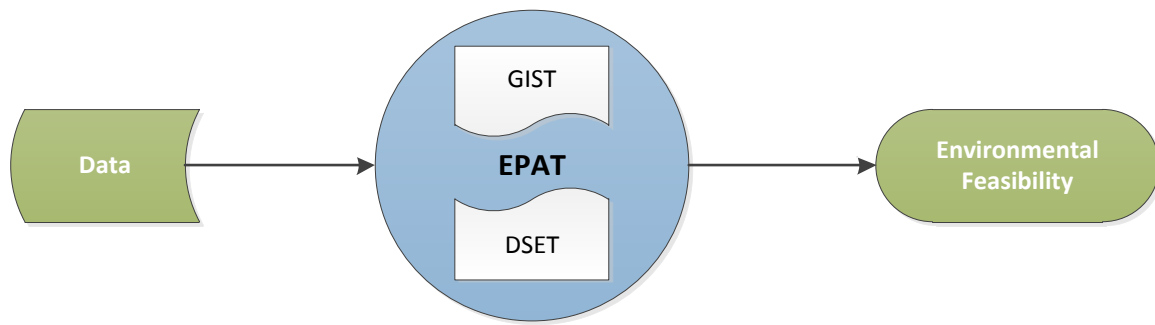 Data
GIST
EPAT
DSET
Environmental
Feasibility